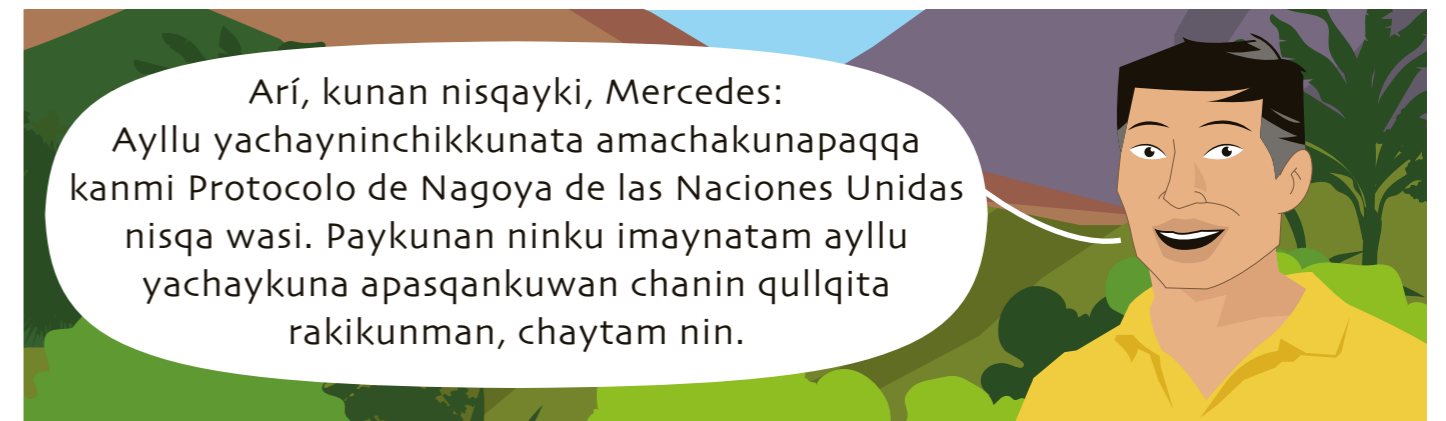 Arí, kunan nisqayki, Mercedes:
Ayllu yachayninchikkunata amachakunapaqqa
kanmi Protocolo de Nagoya de las Naciones Unidas
nisqa wasi. Paykunan ninku imaynatam ayllu
yachaykuna apasqankuwan chanin qullqita
rakikunman, chaytam nin.